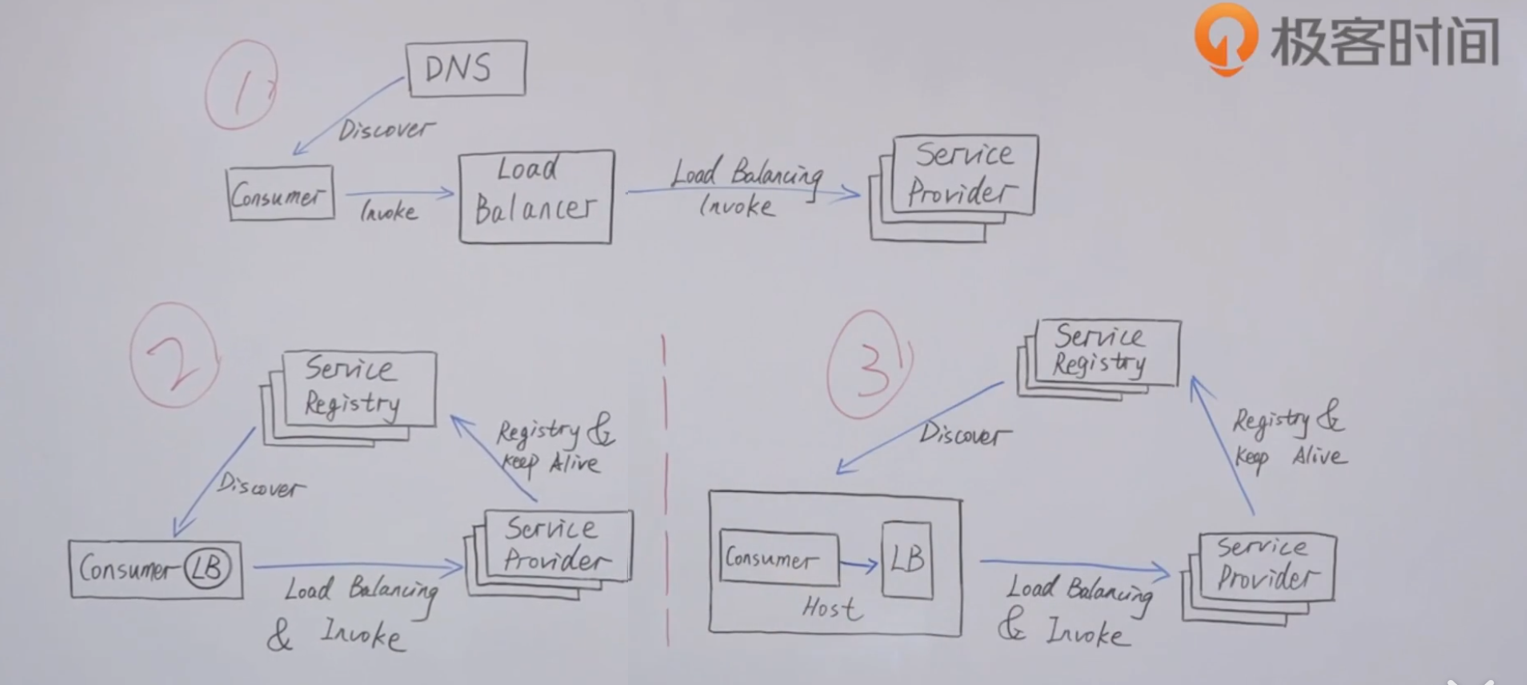 极客时间
1
DNS
Discover
Consumer
Invoke
Load
Balancer
Load Balancing
Invoke
Service
Provider
2
Service
Registry
Registry &
Keep Alive
Discover
Consumer LB
Load Balancing
& Invoke
Service
Provider
3
Service
Registry
Registry &
Keep Alive
Discover
Consumer
LB
Host
Load Balancing
& Invoke
Service
Provider